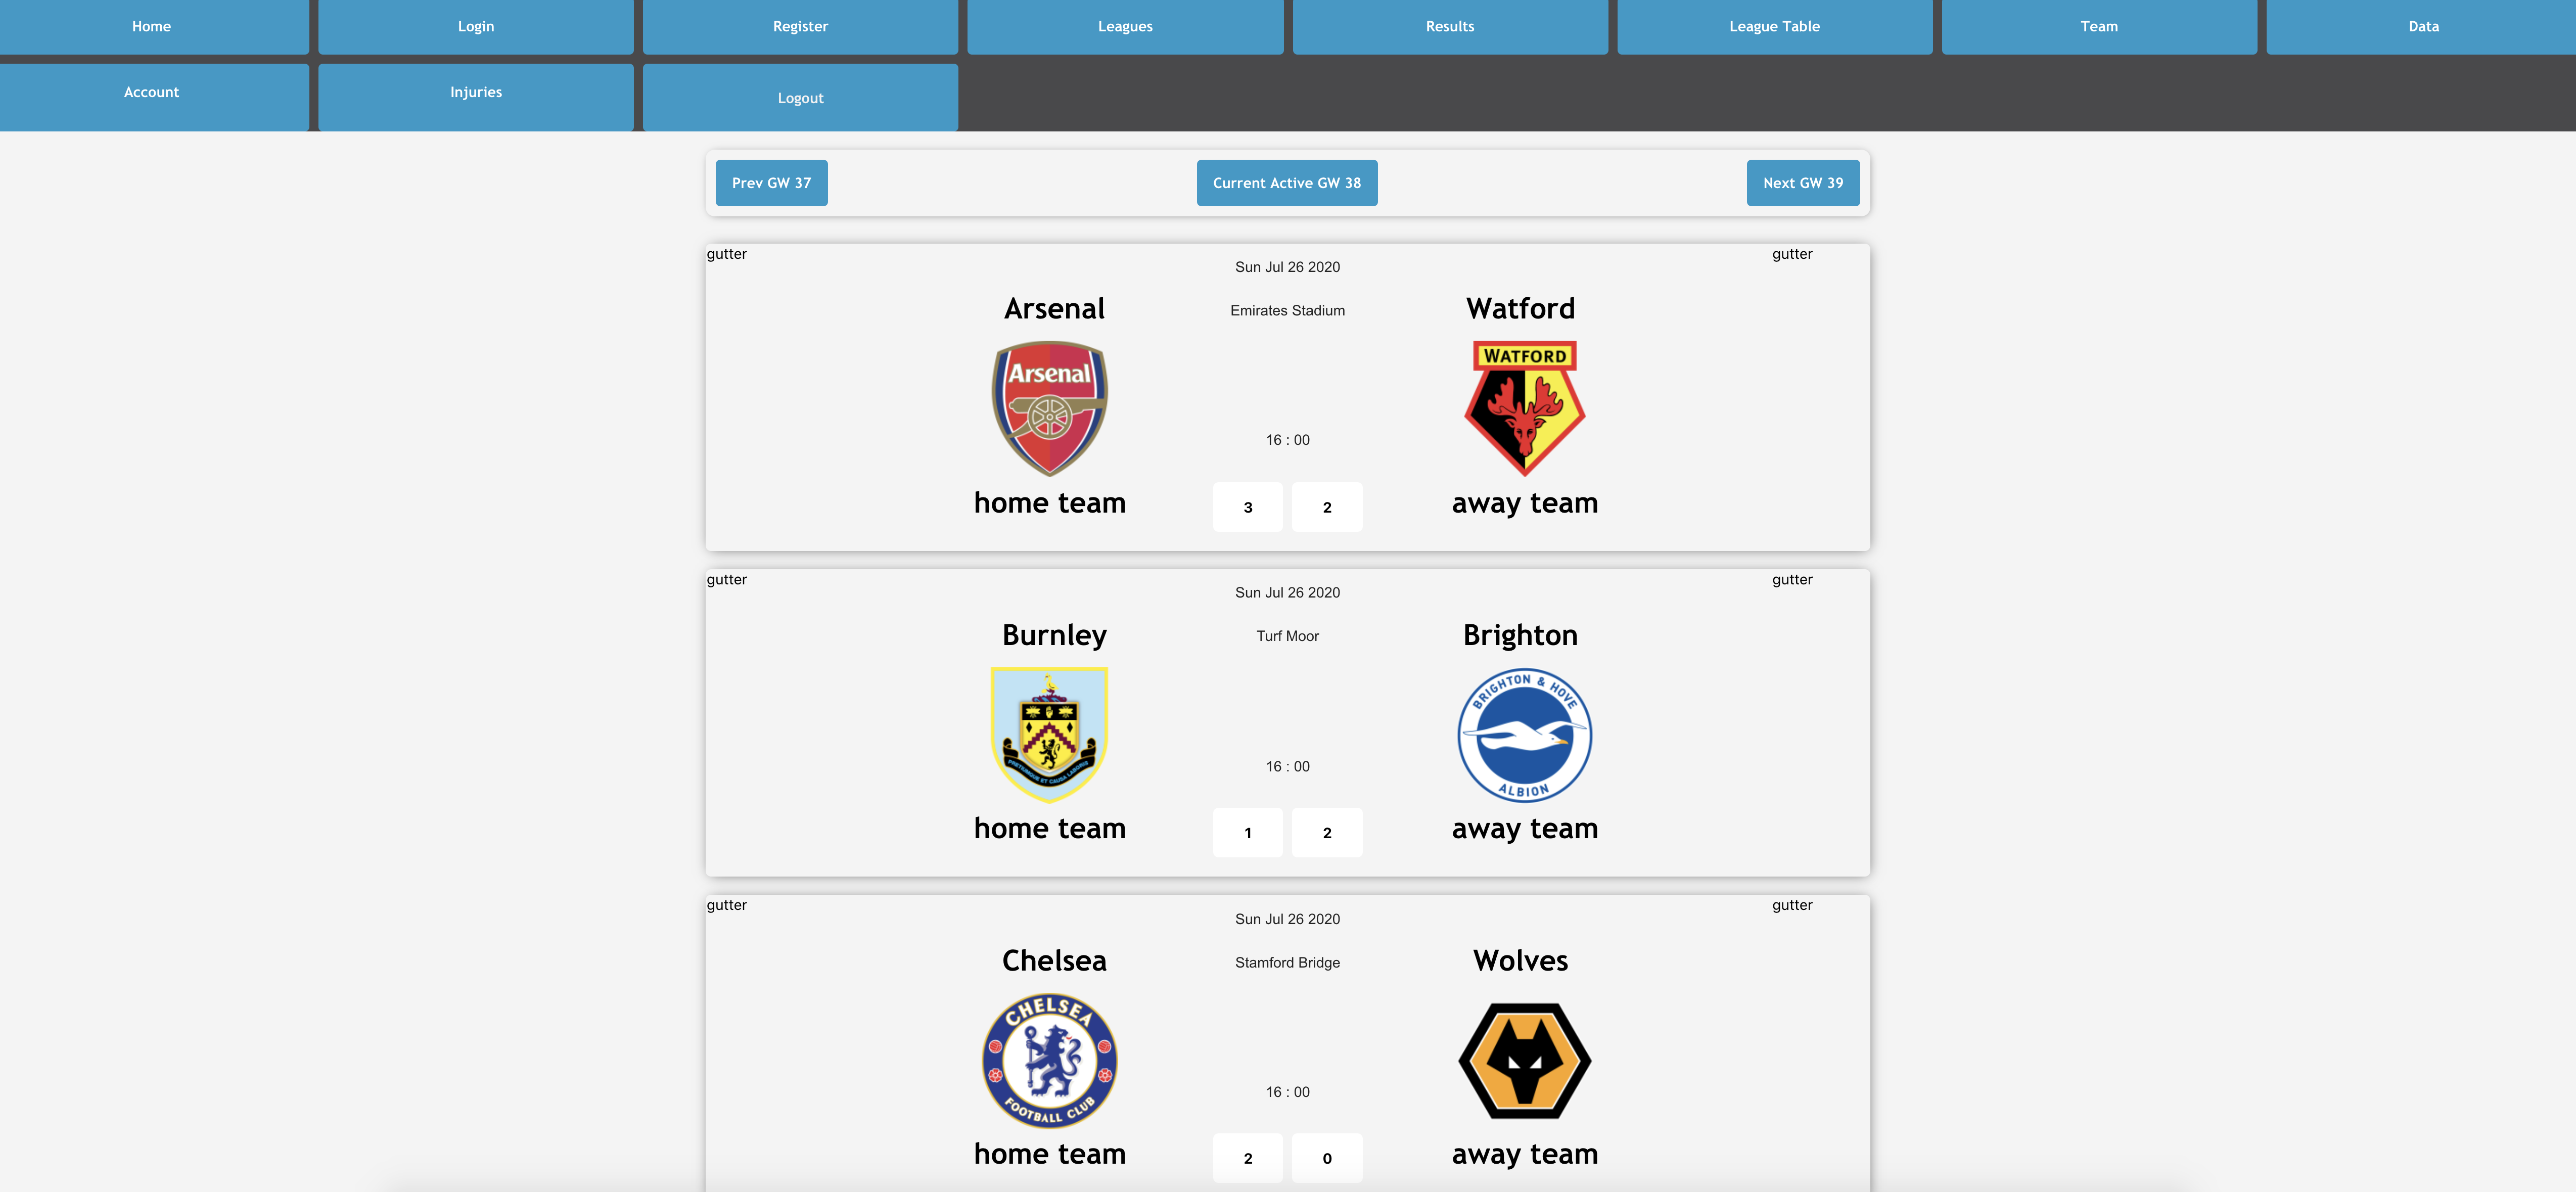 Home Login Register Leagues Results League Table Team Data
Account Injuries Logout
Prev GW 37 Current Active GW 38 Next GW 39
gutter gutter
Sun Jul 26 2020
Arsenal Emirates Stadium Watford
Arsenal
WATFORD
16 : 00
home team 3 2 away team
gutter gutter
Sun Jul 26 2020
Burnley Turf Moor Brighton
BRIGHTON & HOVE
ALBION
16 : 00
home team 1 2 away team
gutter gutter
Sun Jul 26 2020
Chelsea Stamford Bridge Wolves
CHELSEA
FOOTBALL CLUB
16 : 00
home team 2 0 away team